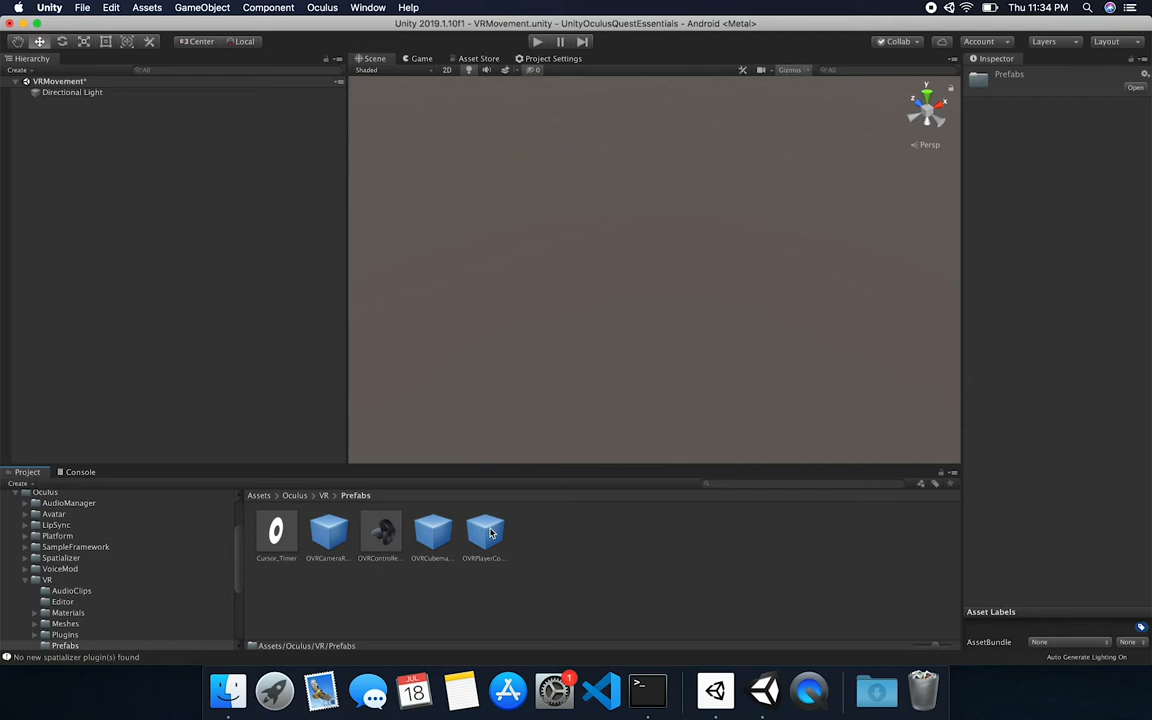 Unity File Edit Assets GameObject Component Oculus Window Help Thu 11:34 PM
Unity 2019.1.10f1 - VRMovement.unity - UnityOculusQuestEssentials - Android <Metal>
Center Local Collab Account Layers Layout
Hierarchy Scene Game Asset Store Project Settings Inspector
Create All Shaded 2D 0 Gizmos All Prefabs
Open
VRMovement*
Directional Light
y
z x
Persp
Project Console
Create
Oculus
Assets Oculus VR Prefabs
AudioManager
Avatar
LipSync
Platform
SampleFramework
Spatializer
VoiceMod
VR
AudioClips
Editor
Materials
Meshes
Plugins
Prefabs
Cursor_Timer OVRCameraR... OVRControlle... OVRCubema... OVRPlayerCo...
Assets/Oculus/VR/Prefabs
Asset Labels
AssetBundle None None
No new spatializer plugin(s) found
Auto Generate Lighting On
JUL
18
1
>_